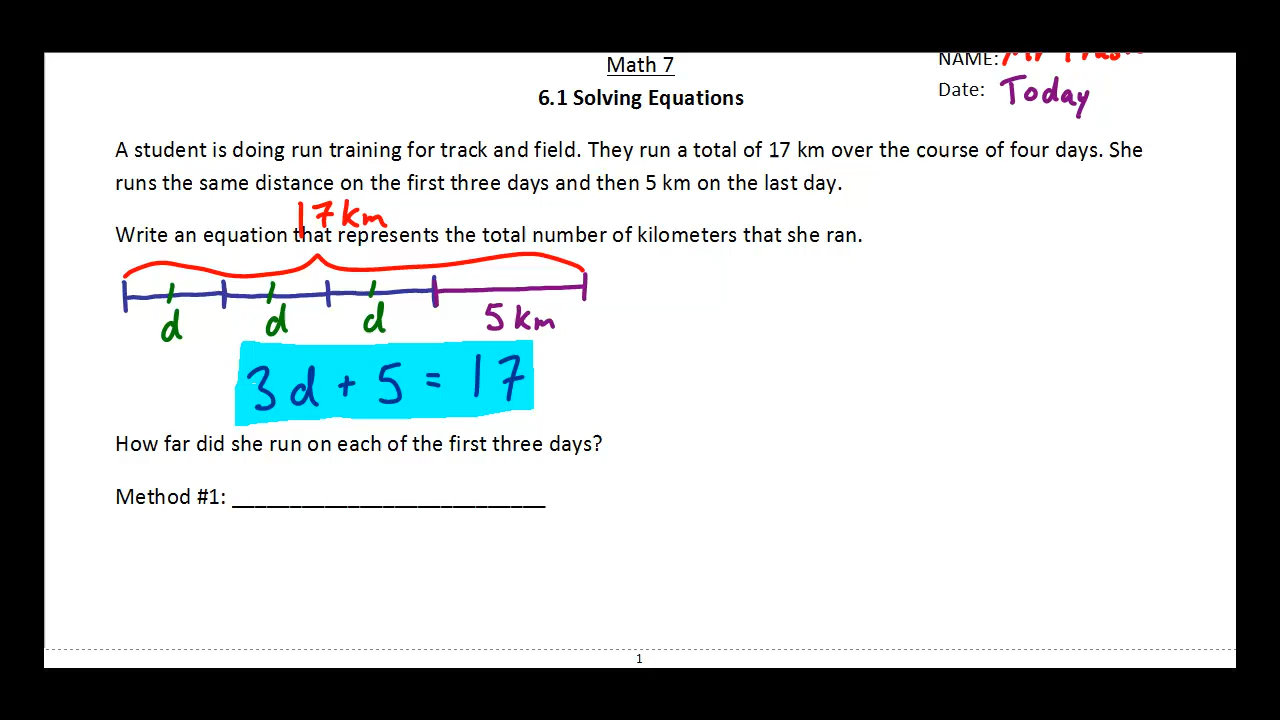 Math 7
NAME:
6.1 Solving Equations
Date: Today
A student is doing run training for track and field. They run a total of 17 km over the course of four days. She
runs the same distance on the first three days and then 5 km on the last day.
17 km
Write an equation that represents the total number of kilometers that she ran.
d d d 5 km
3d + 5 = 17
How far did she run on each of the first three days?
Method #1: ___________________________
1